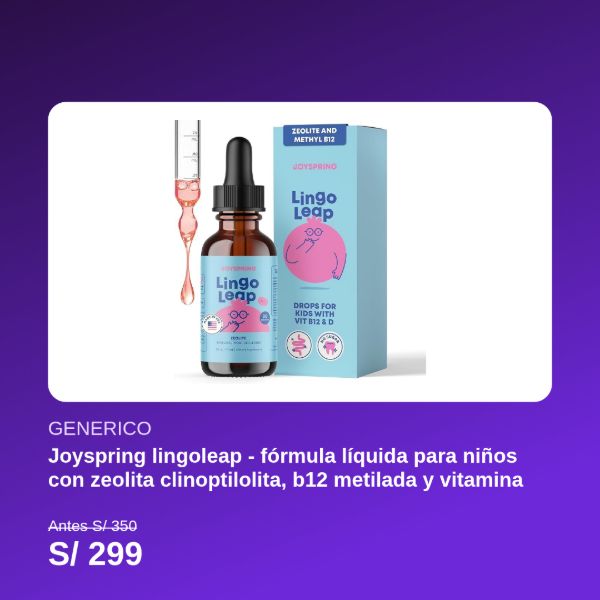 ZEOLITE AND
METHYL B12
JOYSPRING
Lingo
Leap
DROPS FOR
KIDS WITH
VIT B12 & D
JOYSPRING
Lingo
Leap
ZEOLITE
GENERICO
Joyspring lingoleap - fórmula líquida para niños
con zeolita clinoptilolita, b12 metilada y vitamina
Antes S/ 350
S/ 299